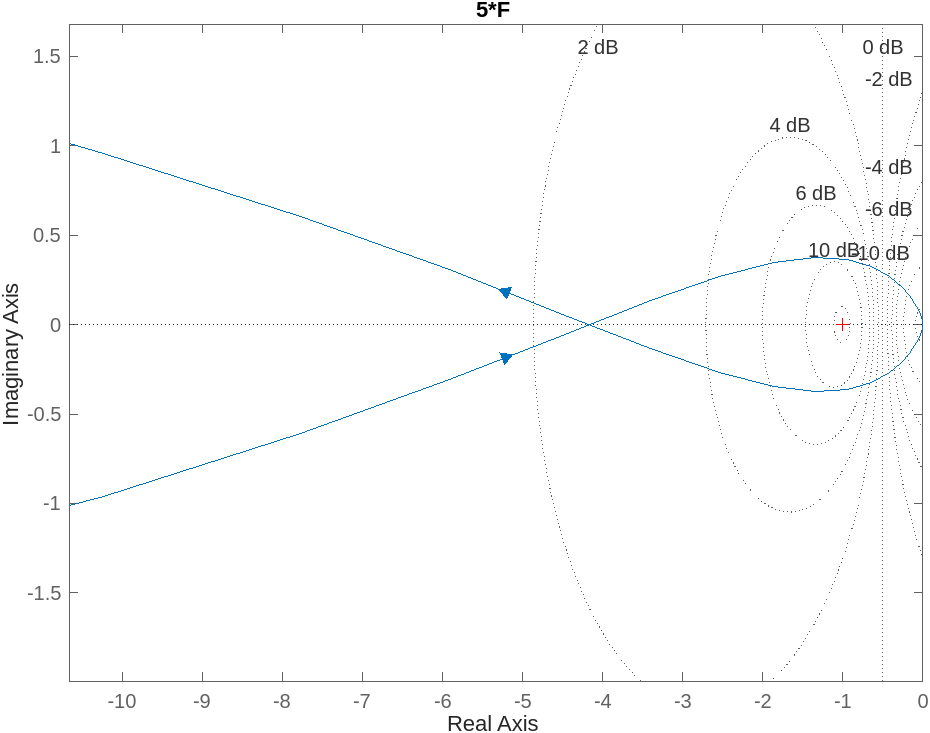 5*F
2 dB
0 dB
-2 dB
4 dB
-4 dB
6 dB
-6 dB
10 dB
-10 dB
1.5
1
0.5
0
-0.5
-1
-1.5
Imaginary Axis
-10
-9
-8
-7
-6
-5
-4
-3
-2
-1
0
Real Axis